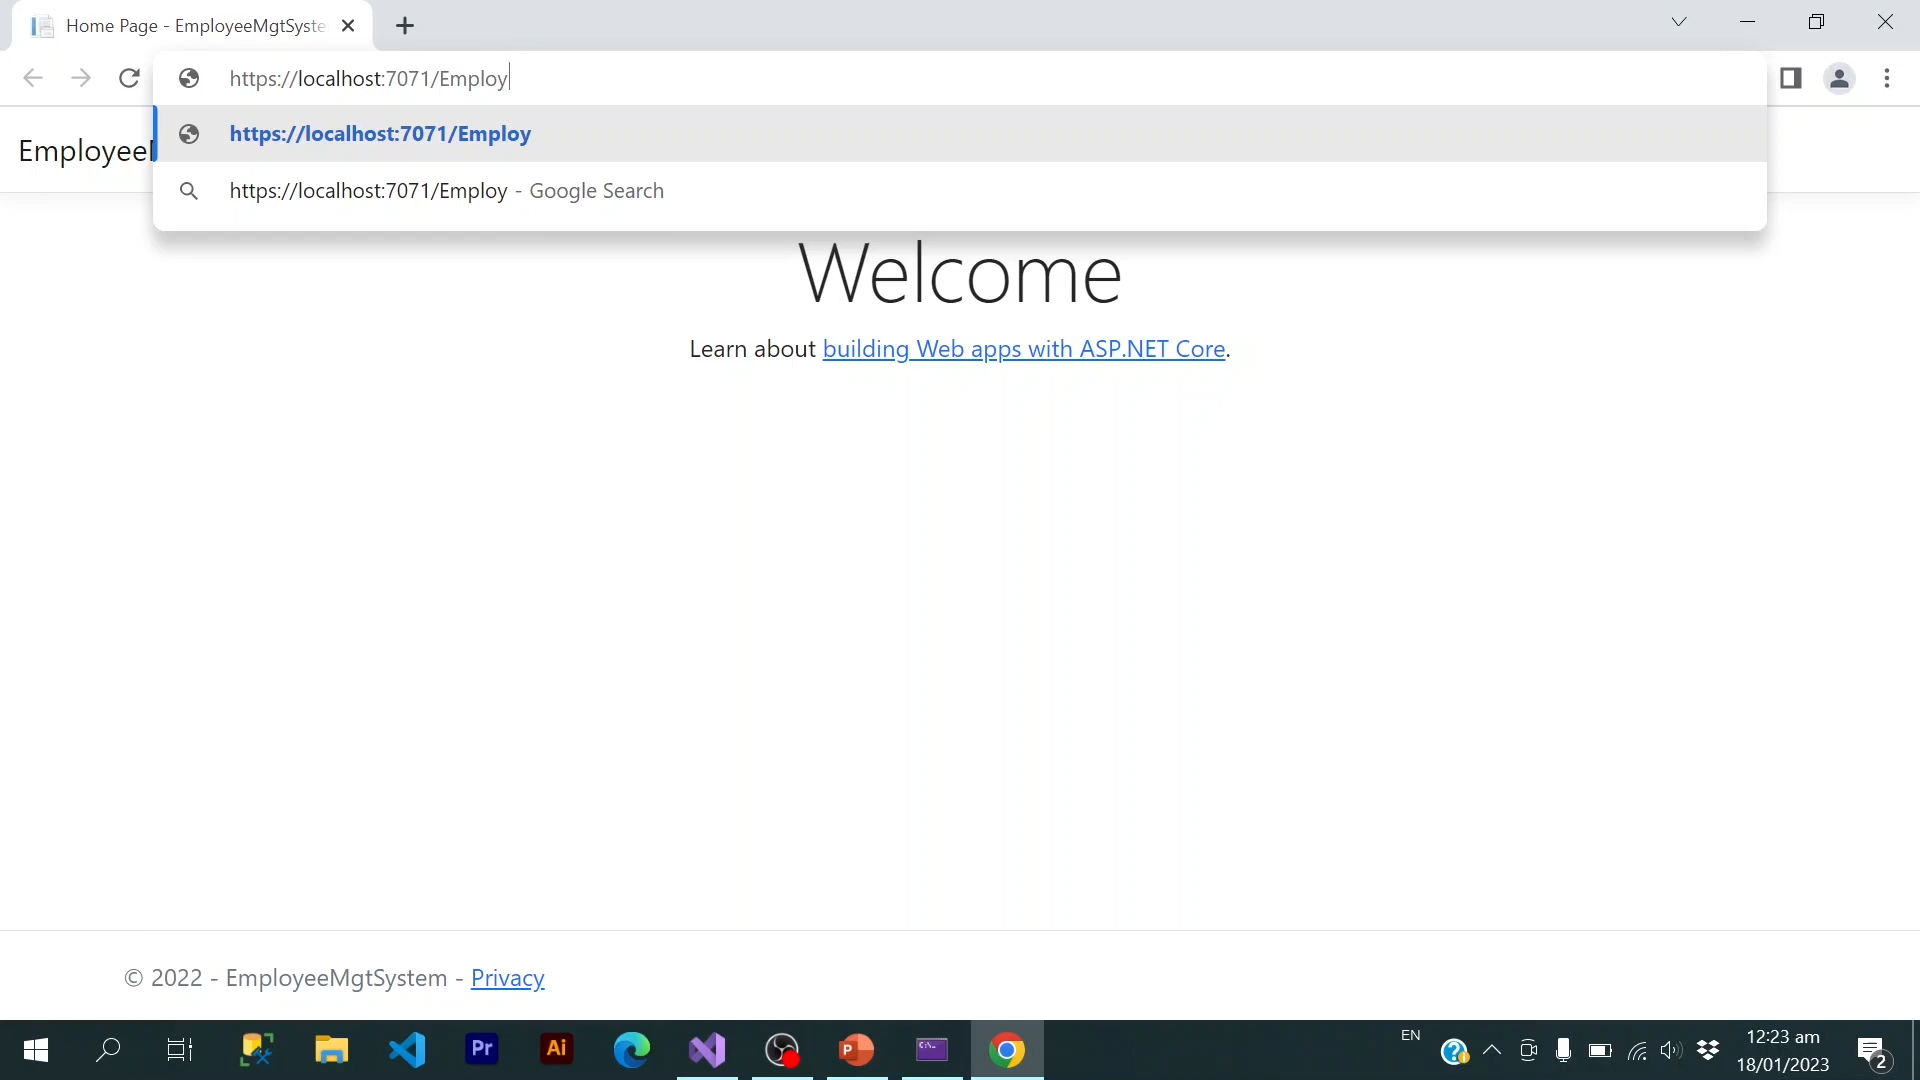 Home Page - EmployeeMgtSyste
https://localhost:7071/Employ
https://localhost:7071/Employ
https://localhost:7071/Employ - Google Search
Employee
Welcome
Learn about building Web apps with ASP.NET Core.
© 2022 - EmployeeMgtSystem - Privacy
Pr
Ai
P
C:\_
EN
12:23 am
18/01/2023
2